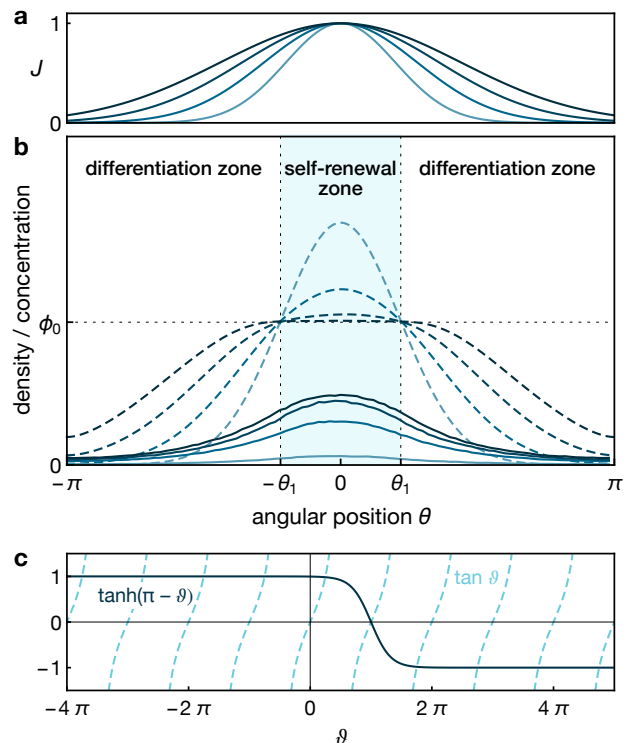 a
1
J
0
b
differentiation zone
self-renewal zone
differentiation zone
density / concentration
ϕ₀
0
−π
−θ₁
0
θ₁
π
angular position θ
c
1
0
−1
tanh(π − ϑ)
tan ϑ
−4 π
−2 π
0
2 π
4 π
ϑ